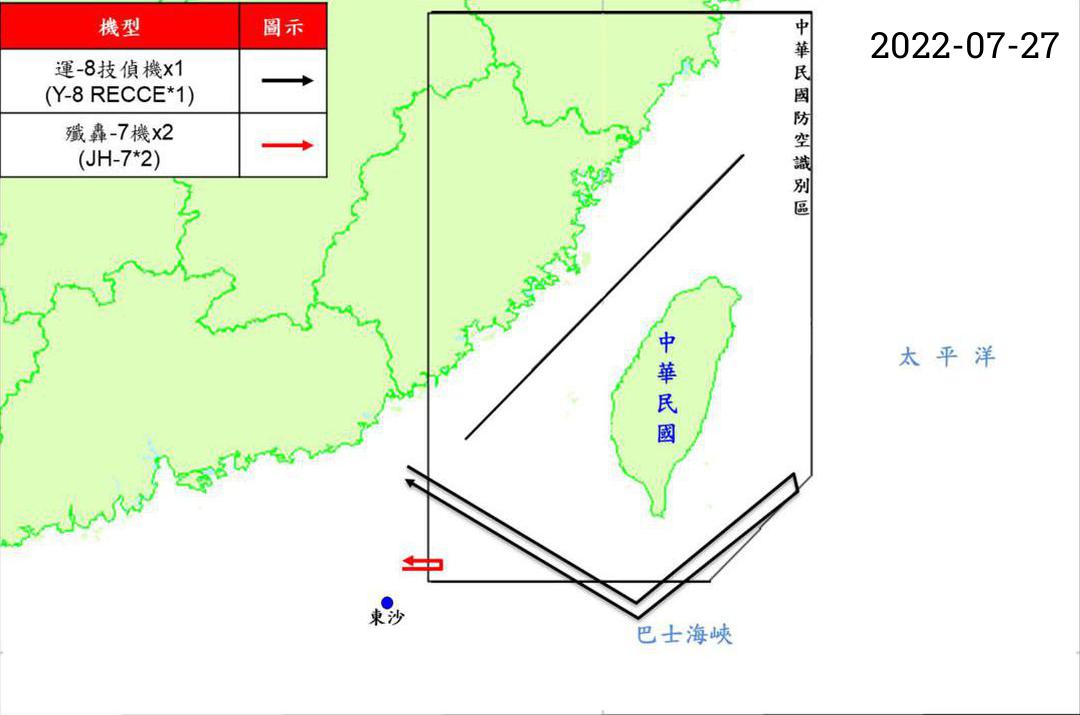 機型
圖示
運-8技偵機x1
(Y-8 RECCE*1)
殲轟-7機x2
(JH-7*2)
2022-07-27
中華民國防空識別區
中華民國
太平洋
東沙
巴士海峽